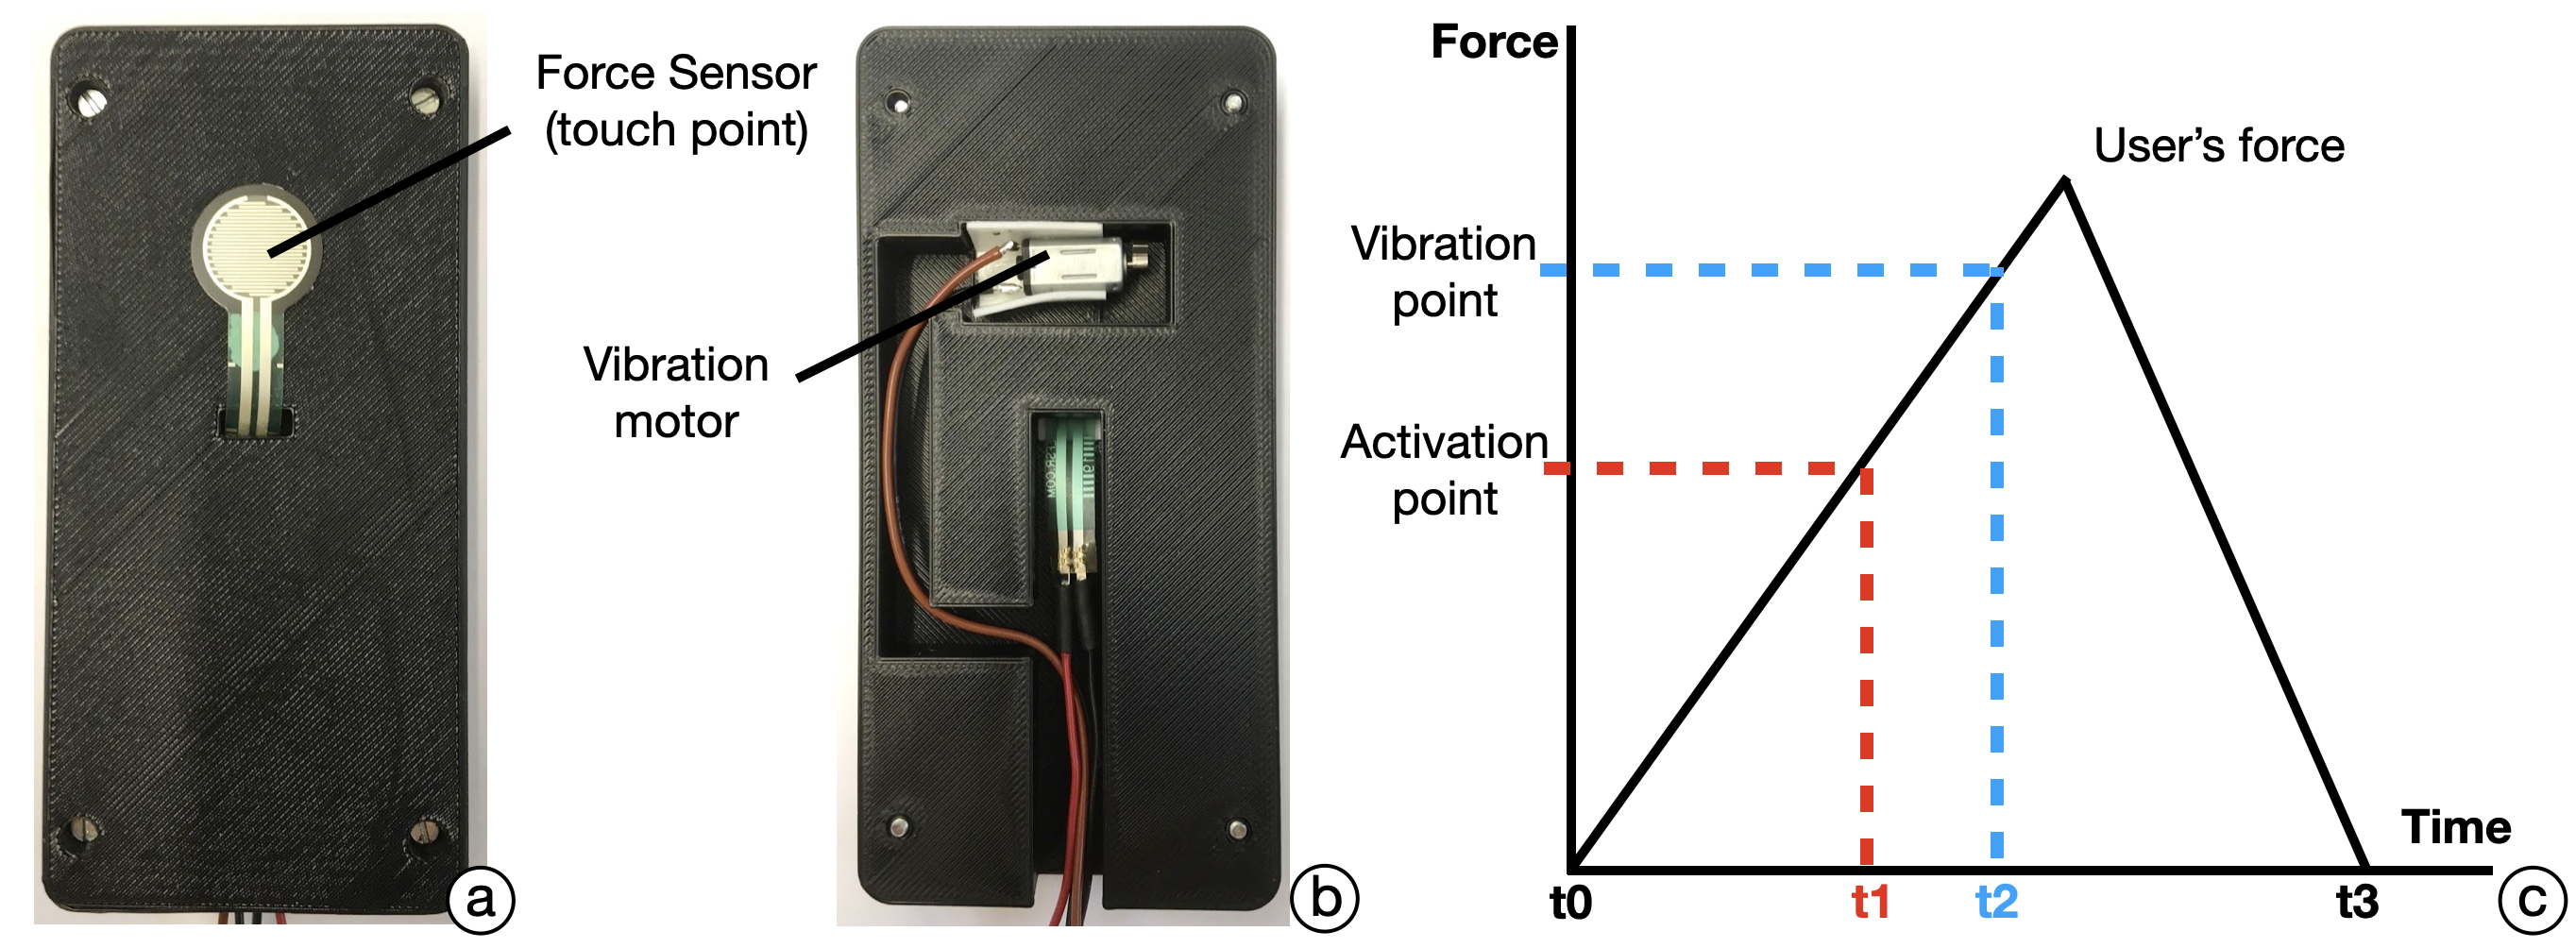 Force Sensor
(touch point)
Vibration
motor
a
b
Force
User's force
Vibration
point
Activation
point
Time
t0
t1
t2
t3
c